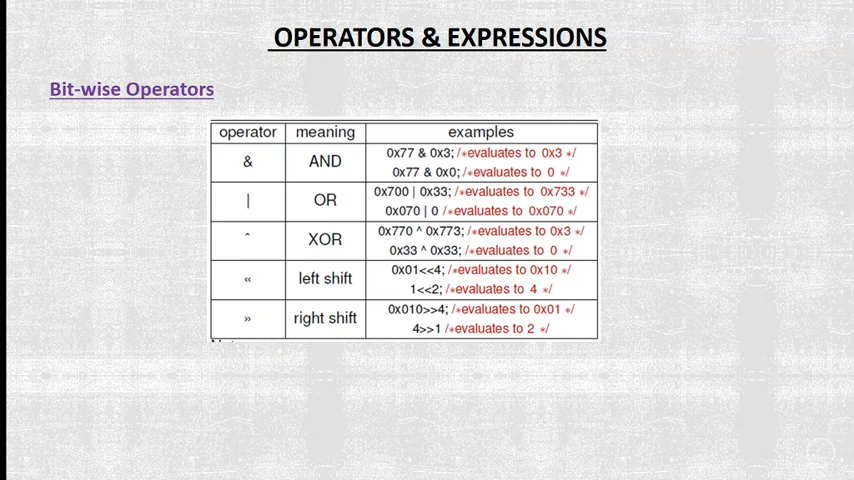 OPERATORS & EXPRESSIONS
Bit-wise Operators
operator meaning examples
& AND 0x77 & 0x3; /∗evaluates to 0x3 ∗/
0x77 & 0x0; /∗evaluates to 0 ∗/
| OR 0x700 | 0x33; /∗evaluates to 0x733 ∗/
0x070 | 0 /∗evaluates to 0x070 ∗/
^ XOR 0x770 ^ 0x773; /∗evaluates to 0x3 ∗/
0x33 ^ 0x33; /∗evaluates to 0 ∗/
« left shift 0x01<<4; /∗evaluates to 0x10 ∗/
1<<2; /∗evaluates to 4 ∗/
» right shift 0x010>>4; /∗evaluates to 0x01 ∗/
4>>1 /∗evaluates to 2 ∗/